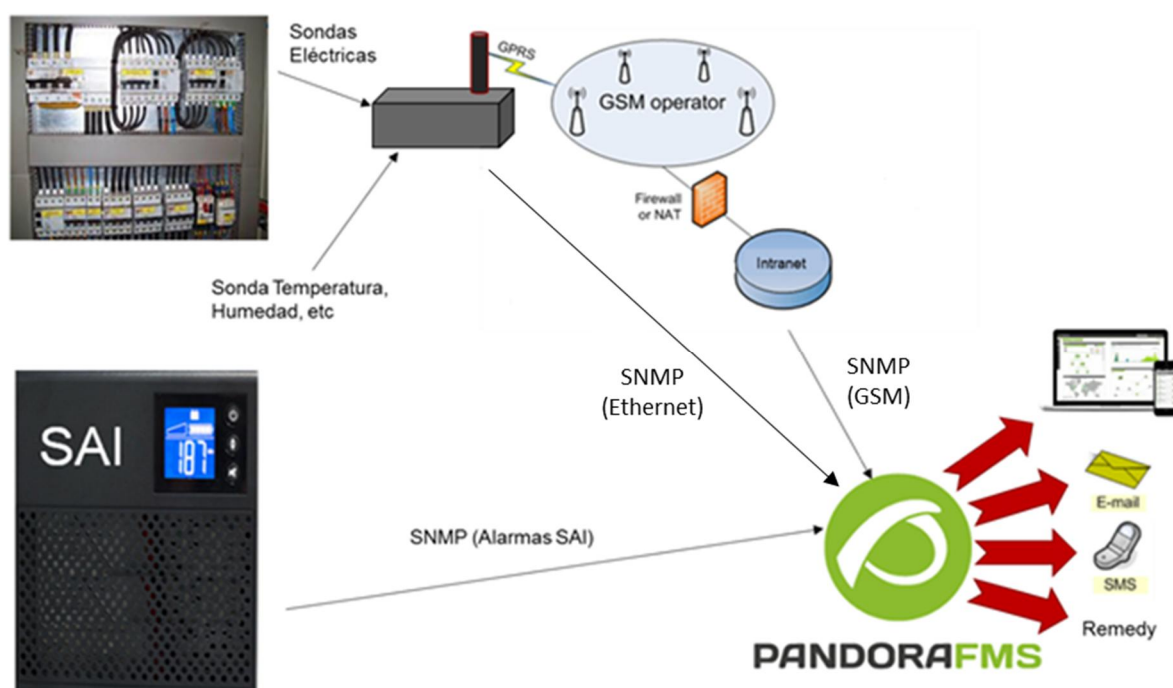 Sondas
Eléctricas
GPRS
GSM operator
Firewall
or NAT
Intranet
Sonda Temperatura,
Humedad, etc
SNMP
(Ethernet)
SNMP
(GSM)
SAI
187
SNMP (Alarmas SAI)
E-mail
SMS
Remedy
PANDORAFMS